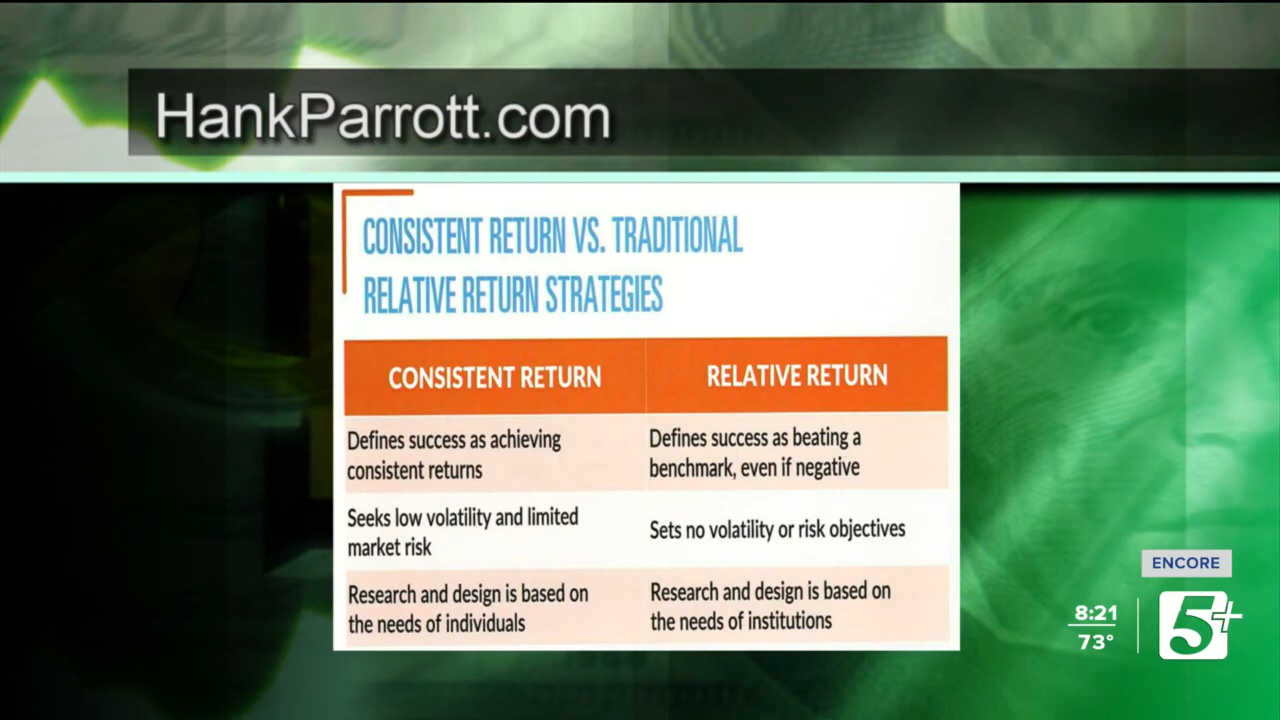 HankParrott.com
CONSISTENT RETURN VS. TRADITIONAL
RELATIVE RETURN STRATEGIES
CONSISTENT RETURN
RELATIVE RETURN
Defines success as achieving
consistent returns
Defines success as beating a
benchmark, even if negative
Seeks low volatility and limited
market risk
Sets no volatility or risk objectives
Research and design is based on
the needs of individuals
Research and design is based on
the needs of institutions
ENCORE
8:21
73°
5+